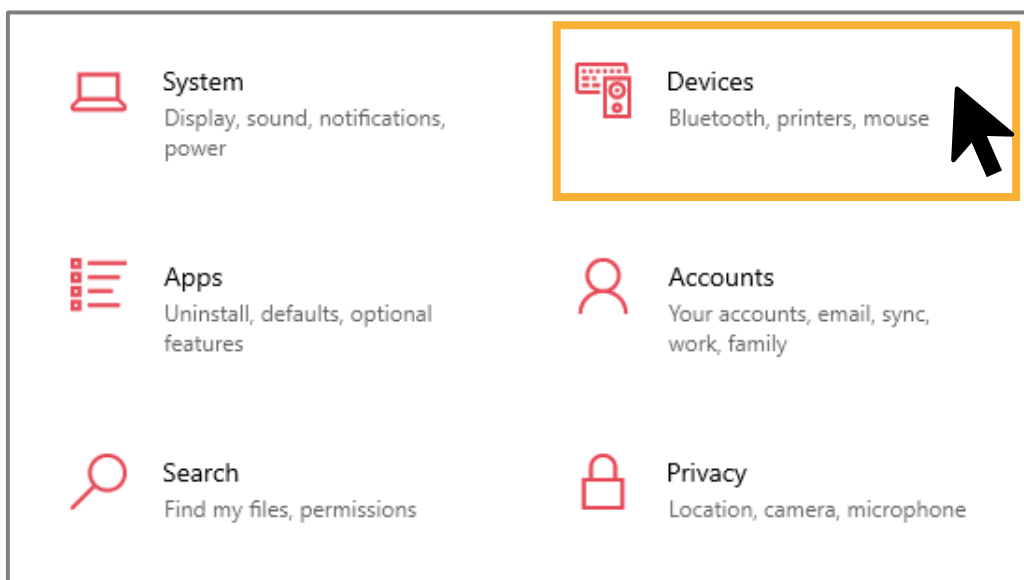 System
Display, sound, notifications,
power
Devices
Bluetooth, printers, mouse
Apps
Uninstall, defaults, optional
features
Accounts
Your accounts, email, sync,
work, family
Search
Find my files, permissions
Privacy
Location, camera, microphone